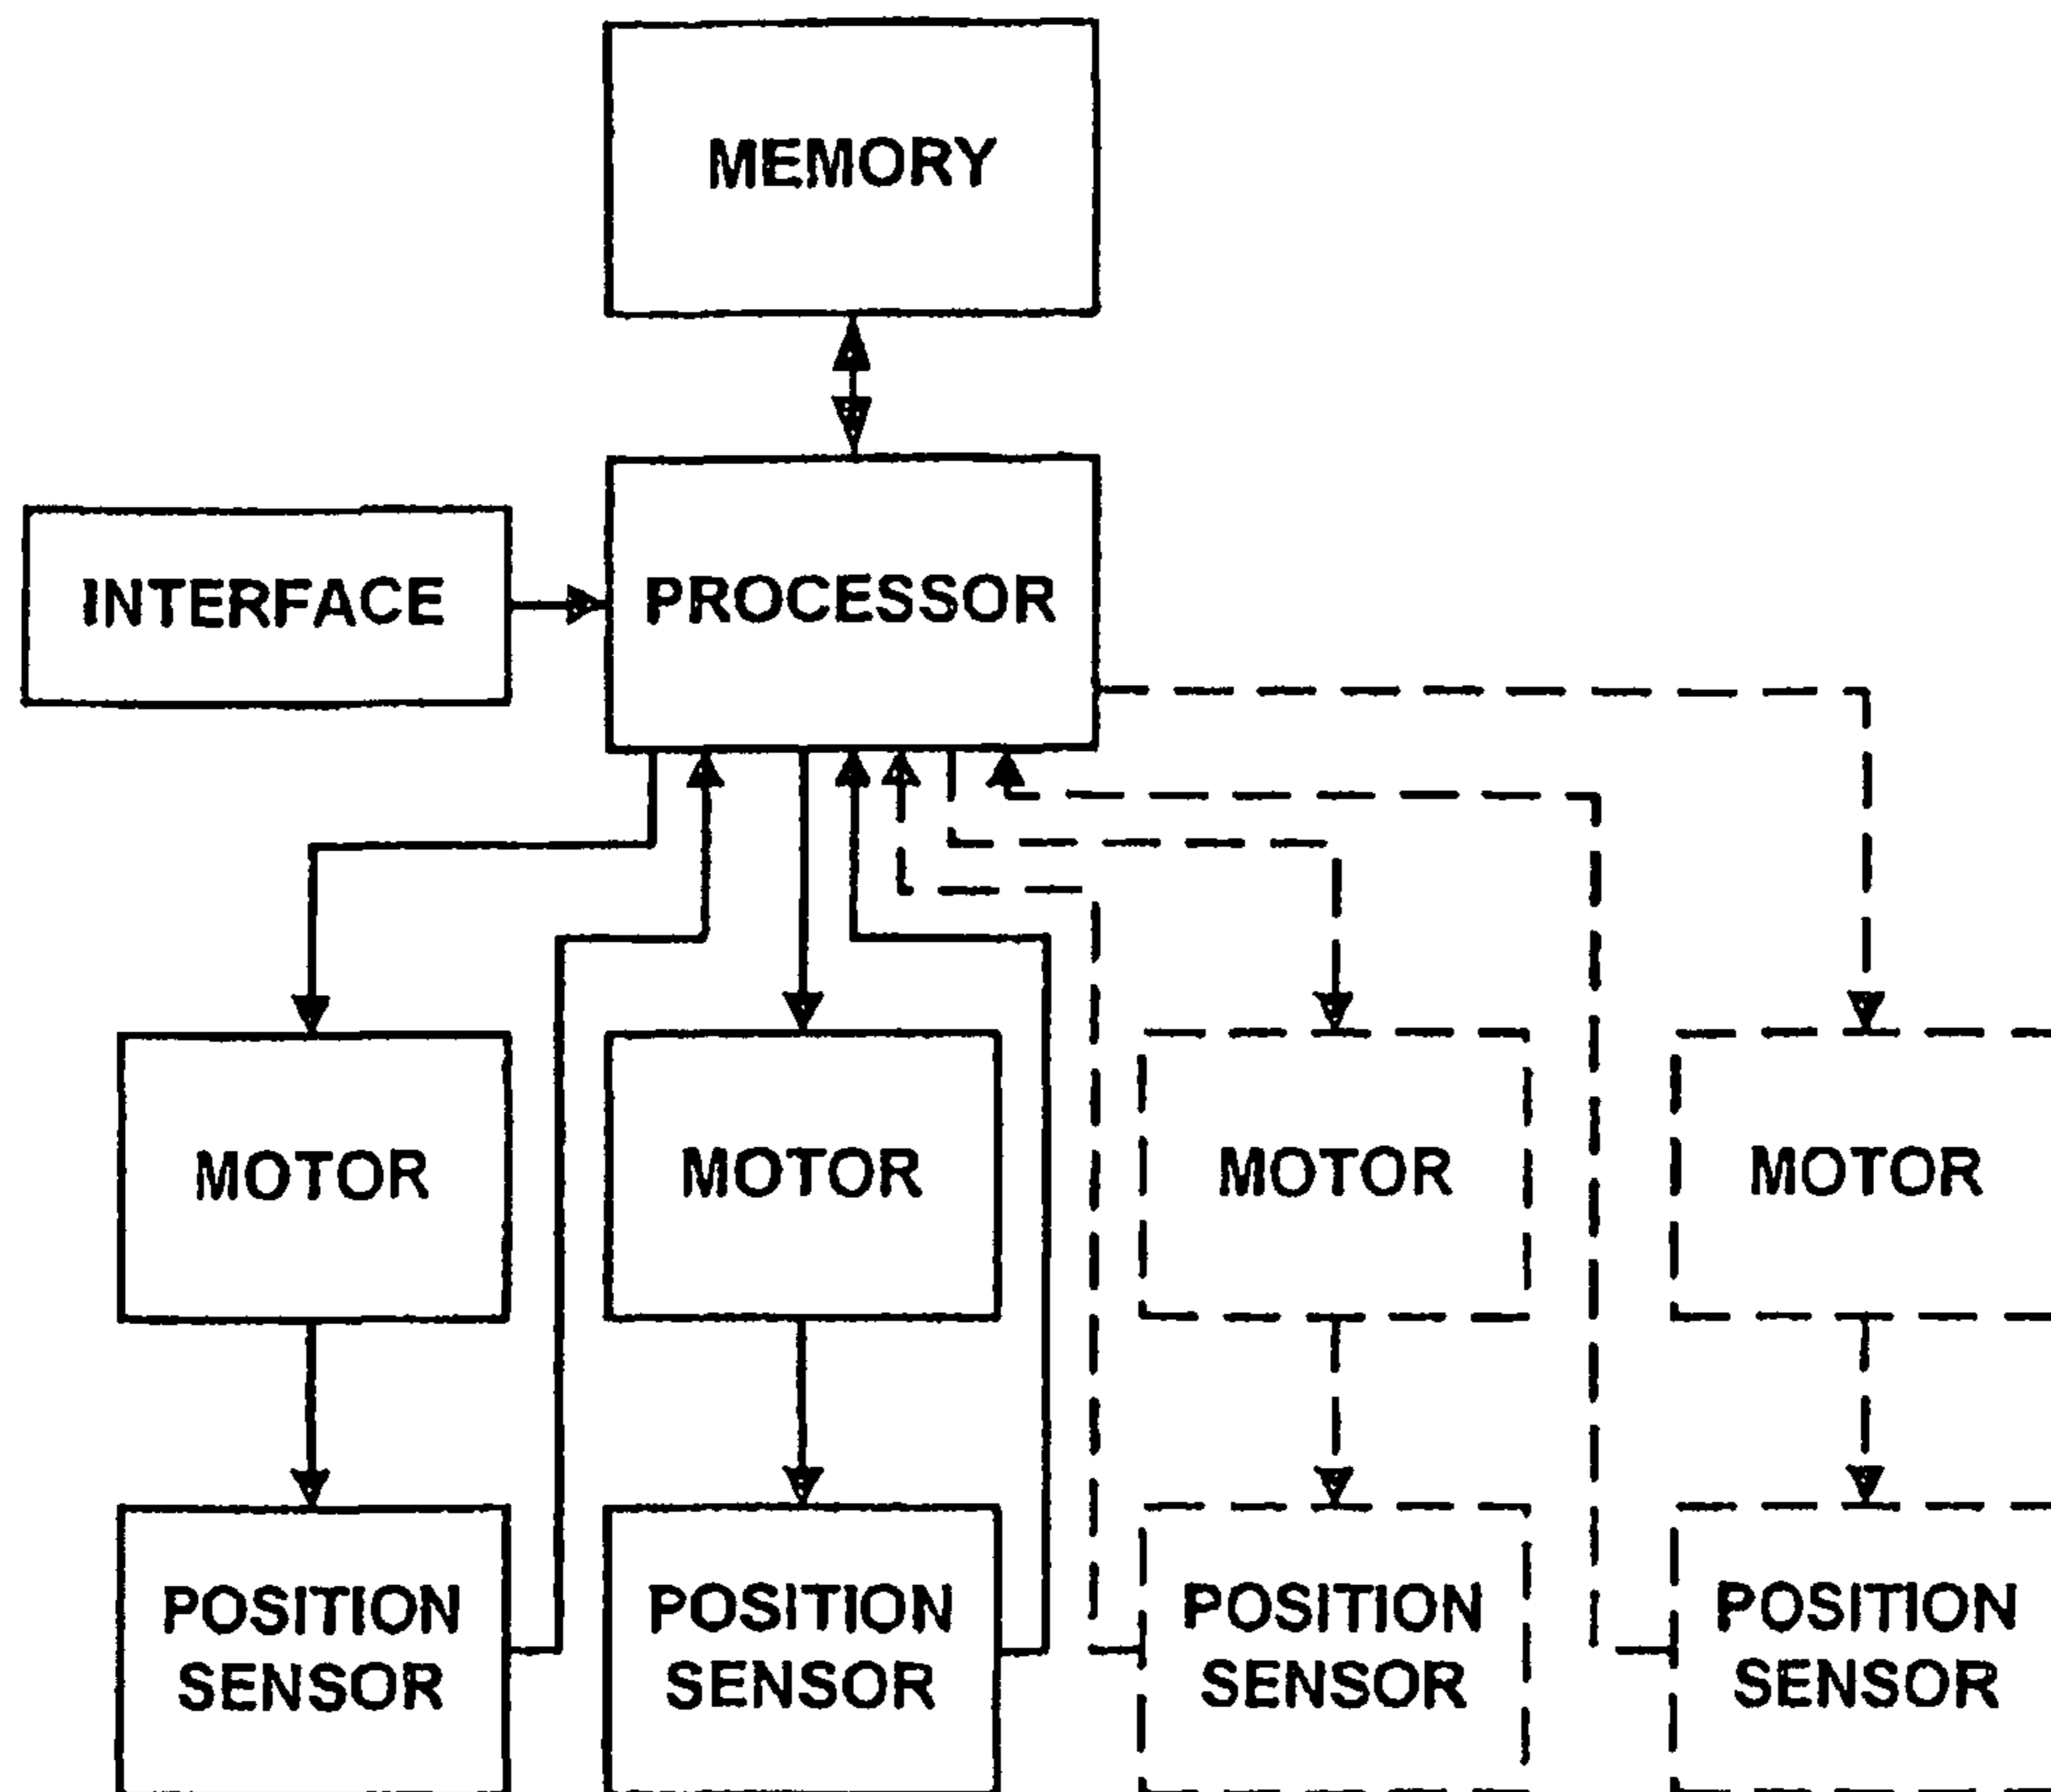 MEMORY
INTERFACE
PROCESSOR
MOTOR
MOTOR
MOTOR
MOTOR
POSITION
SENSOR
POSITION
SENSOR
POSITION
SENSOR
POSITION
SENSOR